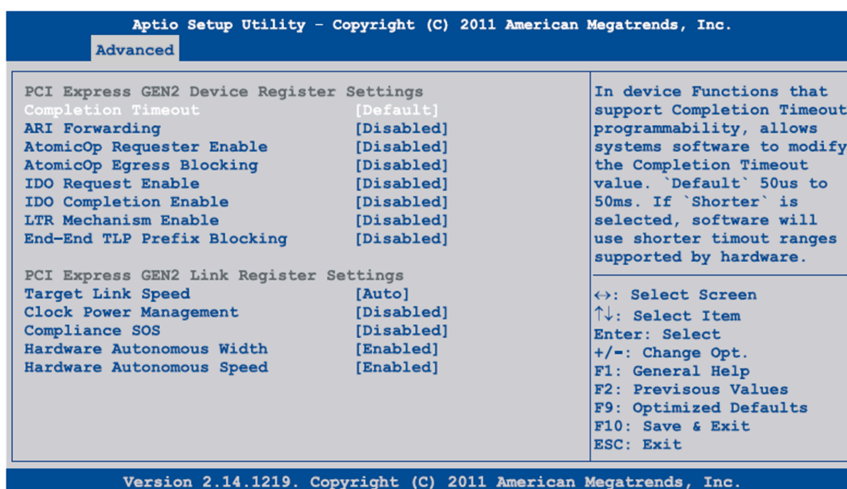 Aptio Setup Utility – Copyright (C) 2011 American Megatrends, Inc.
Advanced
PCI Express GEN2 Device Register Settings
Completion Timeout [Default]
ARI Forwarding [Disabled]
AtomicOp Requester Enable [Disabled]
AtomicOp Egress Blocking [Disabled]
IDO Request Enable [Disabled]
IDO Completion Enable [Disabled]
LTR Mechanism Enable [Disabled]
End–End TLP Prefix Blocking [Disabled]
PCI Express GEN2 Link Register Settings
Target Link Speed [Auto]
Clock Power Management [Disabled]
Compliance SOS [Disabled]
Hardware Autonomous Width [Enabled]
Hardware Autonomous Speed [Enabled]
In device Functions that
support Completion Timeout
programmability, allows
systems software to modify
the Completion Timeout
value. `Default` 50us to
50ms. If `Shorter` is
selected, software will
use shorter timout ranges
supported by hardware.
↔: Select Screen
↑↓: Select Item
Enter: Select
+/-: Change Opt.
F1: General Help
F2: Previsous Values
F9: Optimized Defaults
F10: Save & Exit
ESC: Exit
Version 2.14.1219. Copyright (C) 2011 American Megatrends, Inc.